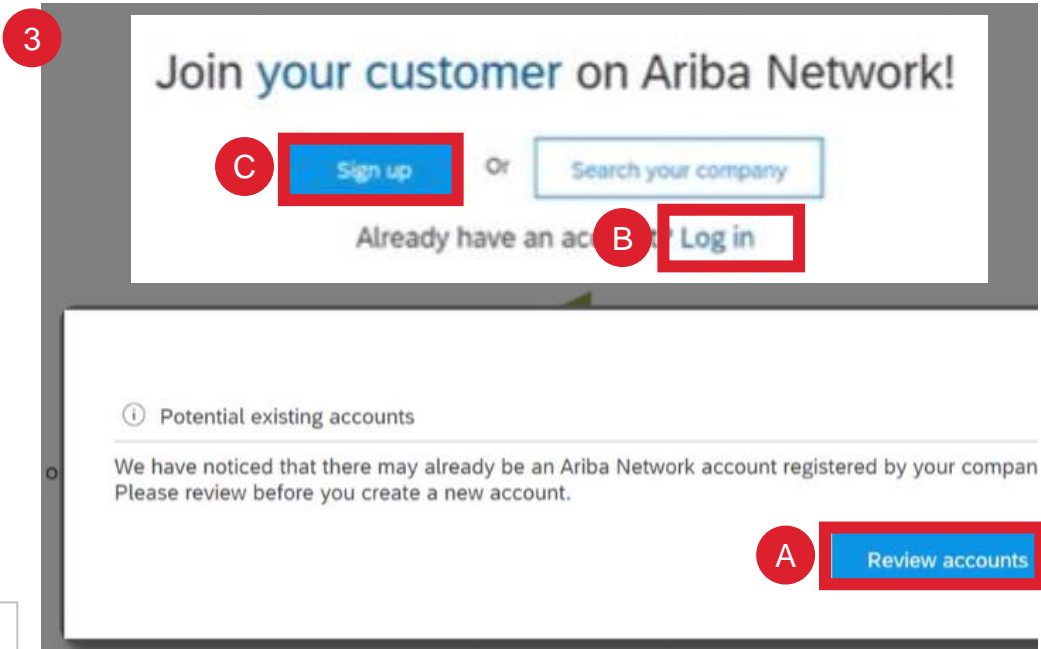 3
Join your customer on Ariba Network!
C Sign up Or Search your company
Already have an acc B t? Log in
Potential existing accounts
We have noticed that there may already be an Ariba Network account registered by your compan
Please review before you create a new account.
A Review accounts